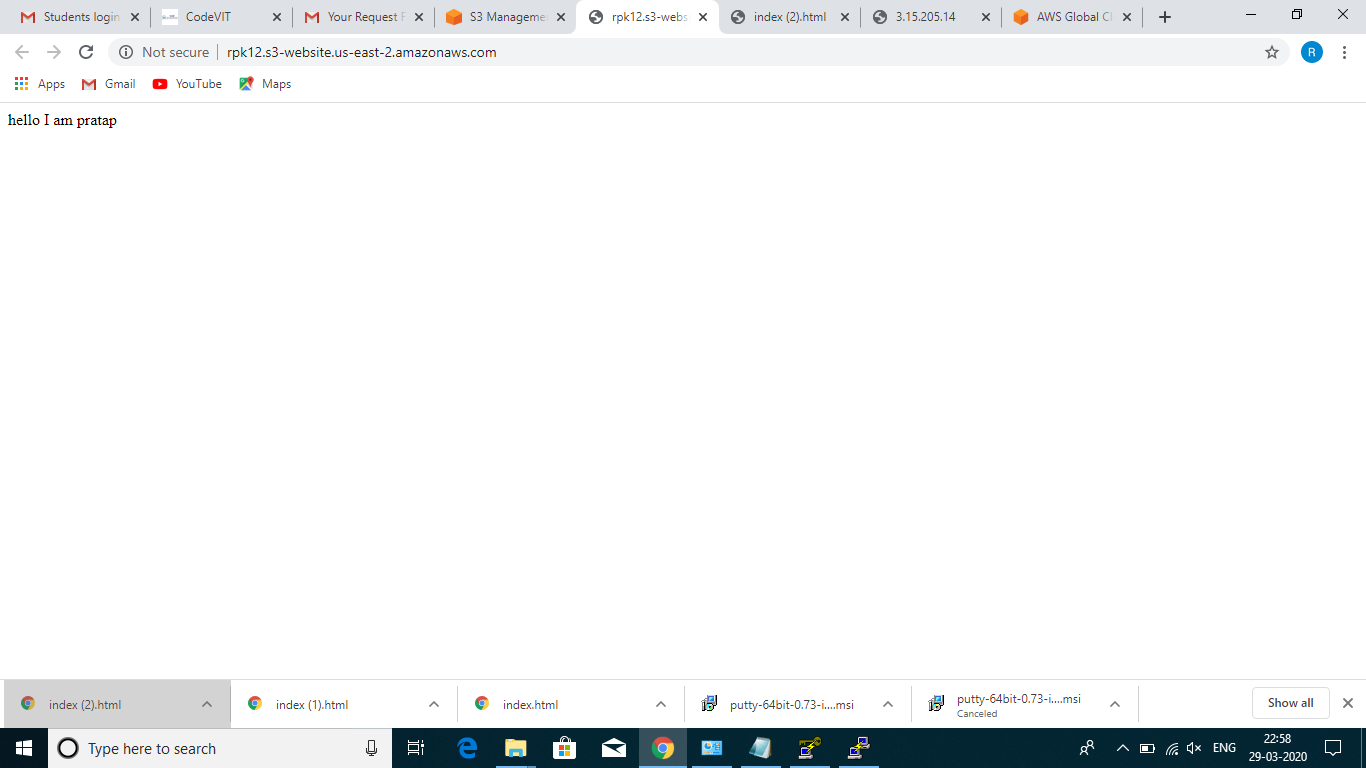 Students login
CodeVIT
Your Request F
S3 Manageme
rpk12.s3-webs
index (2).html
3.15.205.14
AWS Global Cl
Not secure
rpk12.s3-website.us-east-2.amazonaws.com
R
Apps
Gmail
YouTube
Maps
hello I am pratap
index (2).html
index (1).html
index.html
putty-64bit-0.73-i....msi
putty-64bit-0.73-i....msi
Canceled
Show all
Type here to search
ENG
22:58
29-03-2020